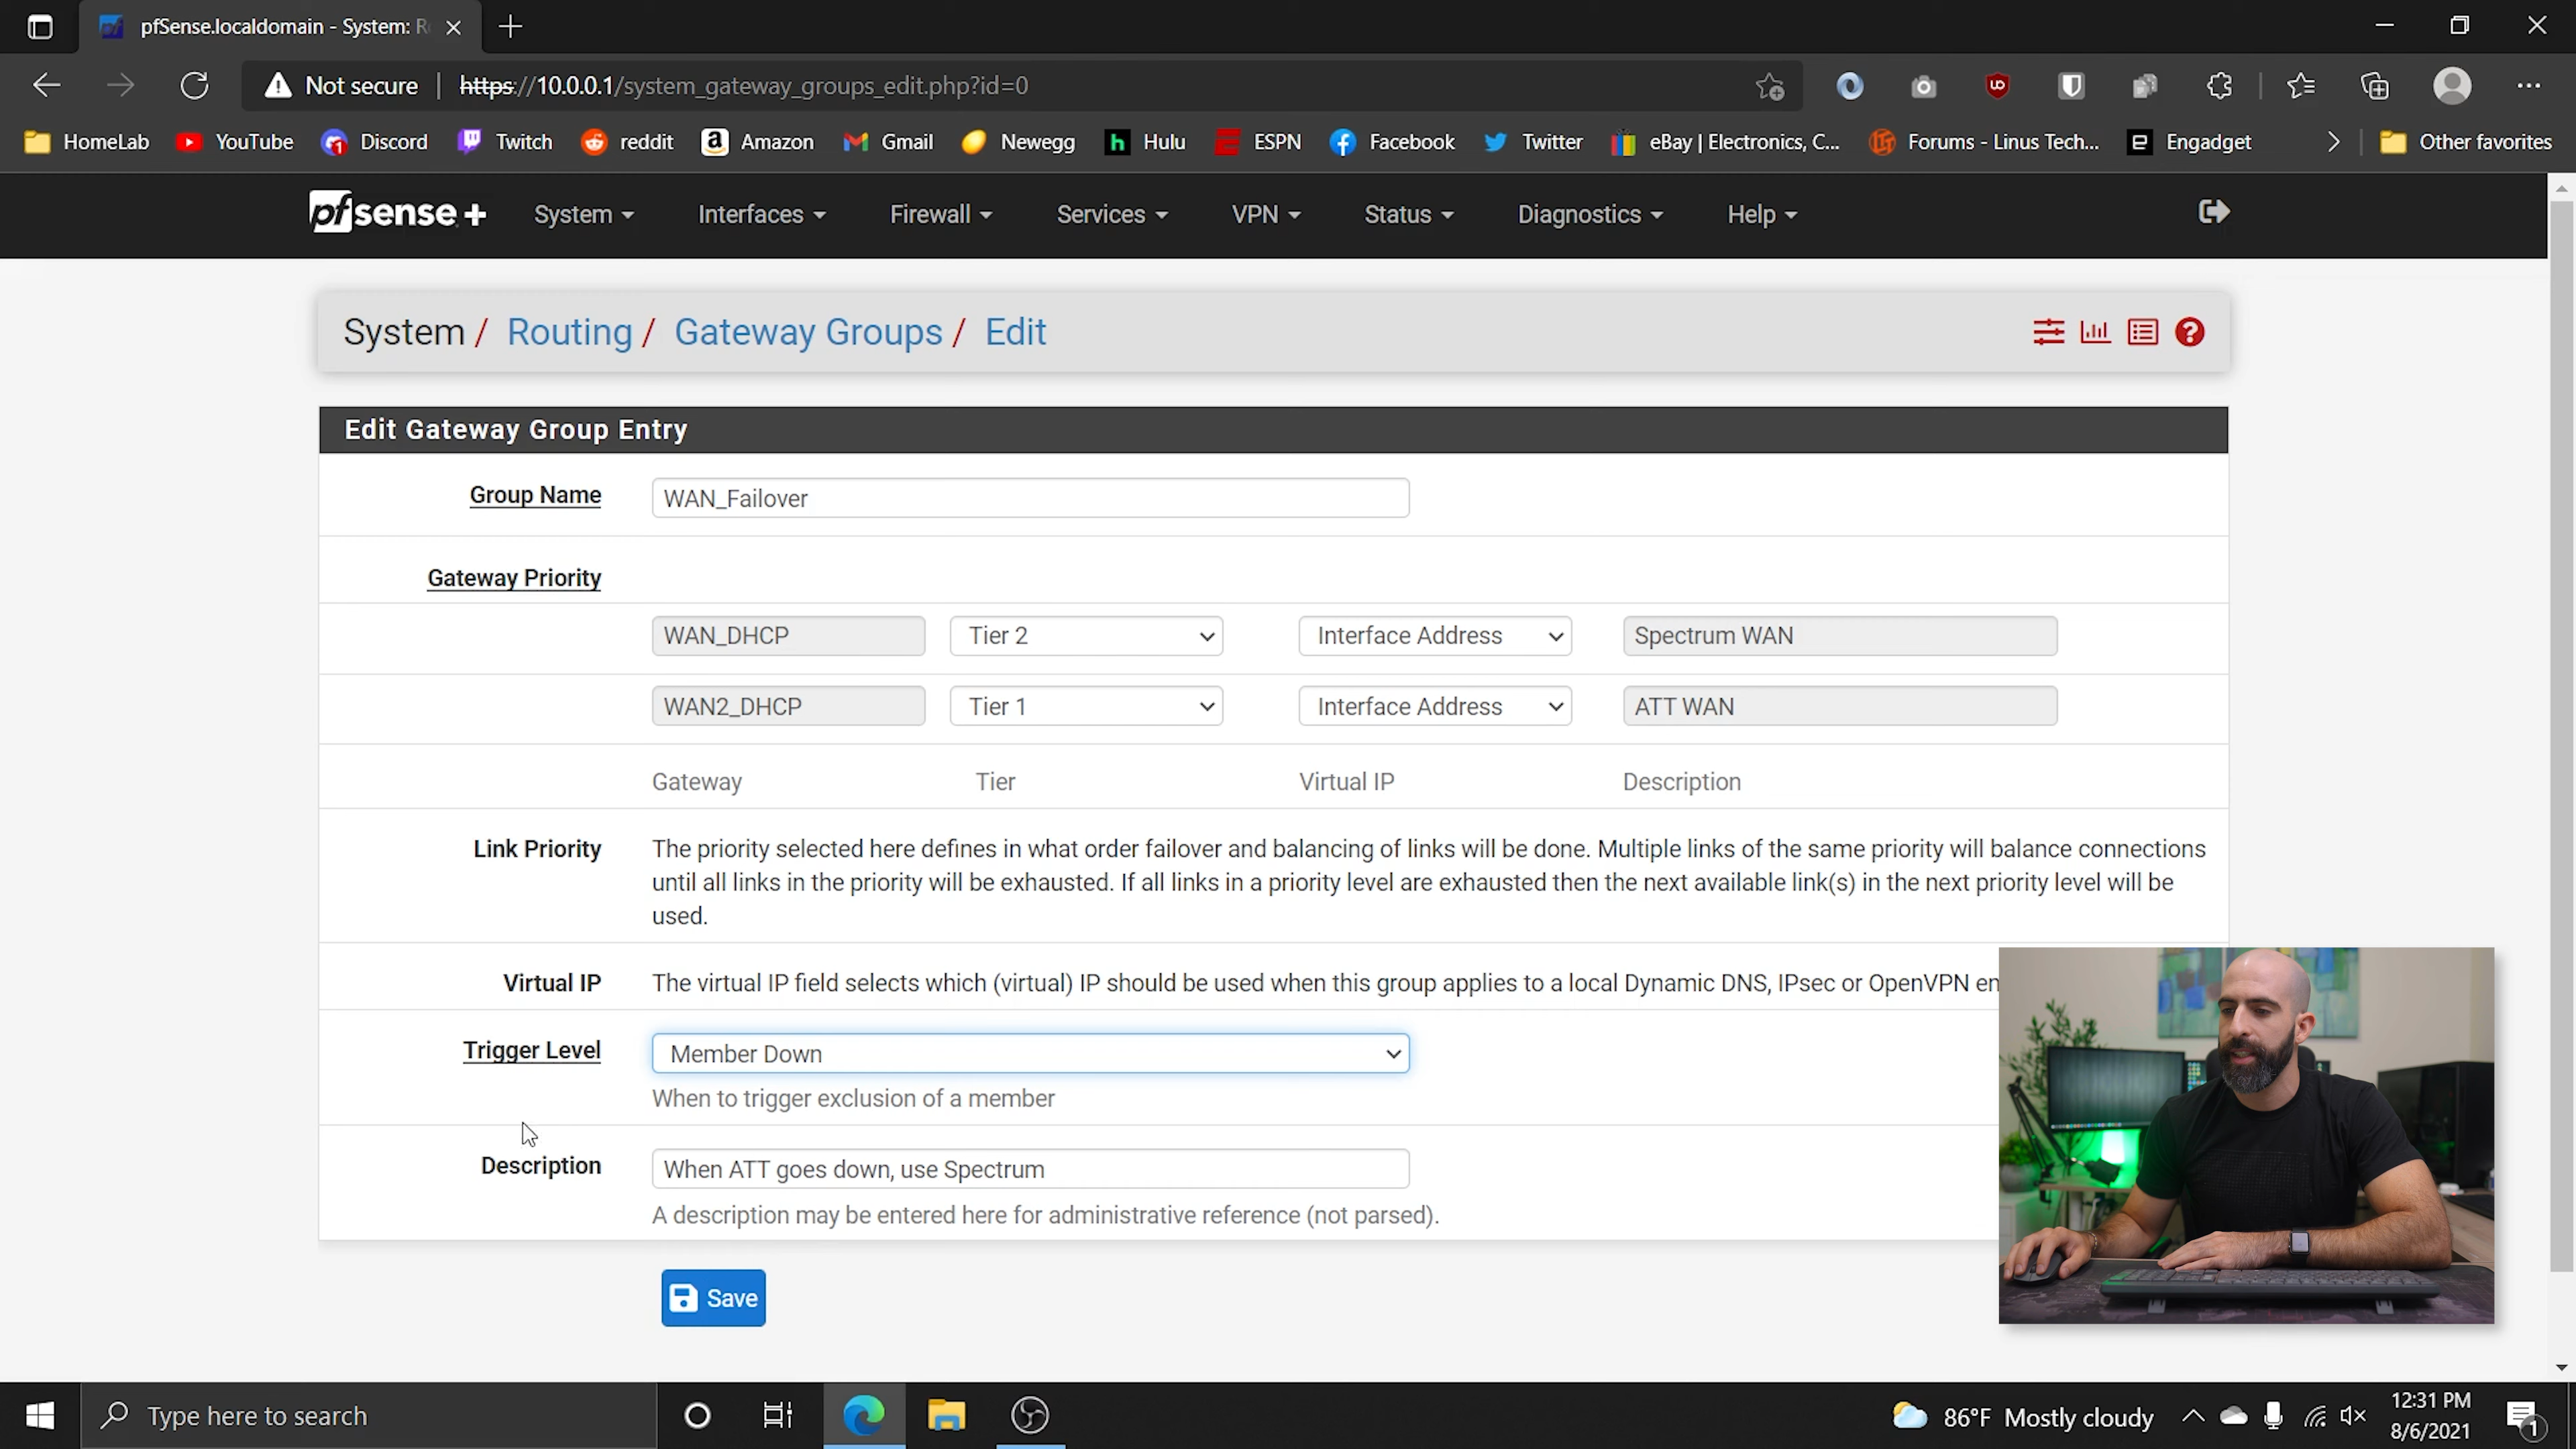 pfSense.localdomain - System: R
Not secure
https://10.0.0.1/system_gateway_groups_edit.php?id=0
HomeLab
YouTube
Discord
Twitch
reddit
Amazon
Gmail
Newegg
Hulu
ESPN
Facebook
Twitter
eBay | Electronics, C...
Forums - Linus Tech...
Engadget
Other favorites
pfsense+
System
Interfaces
Firewall
Services
VPN
Status
Diagnostics
Help
System / Routing / Gateway Groups / Edit
Edit Gateway Group Entry
Group Name
WAN_Failover
Gateway Priority
WAN_DHCP
Tier 2
Interface Address
Spectrum WAN
WAN2_DHCP
Tier 1
Interface Address
ATT WAN
Gateway
Tier
Virtual IP
Description
Link Priority
The priority selected here defines in what order failover and balancing of links will be done. Multiple links of the same priority will balance connections
until all links in the priority will be exhausted. If all links in a priority level are exhausted then the next available link(s) in the next priority level will be
used.
Virtual IP
The virtual IP field selects which (virtual) IP should be used when this group applies to a local Dynamic DNS, IPsec or OpenVPN en
Trigger Level
Member Down
When to trigger exclusion of a member
Description
When ATT goes down, use Spectrum
A description may be entered here for administrative reference (not parsed).
Save
Type here to search
86°F Mostly cloudy
12:31 PM
8/6/2021
1